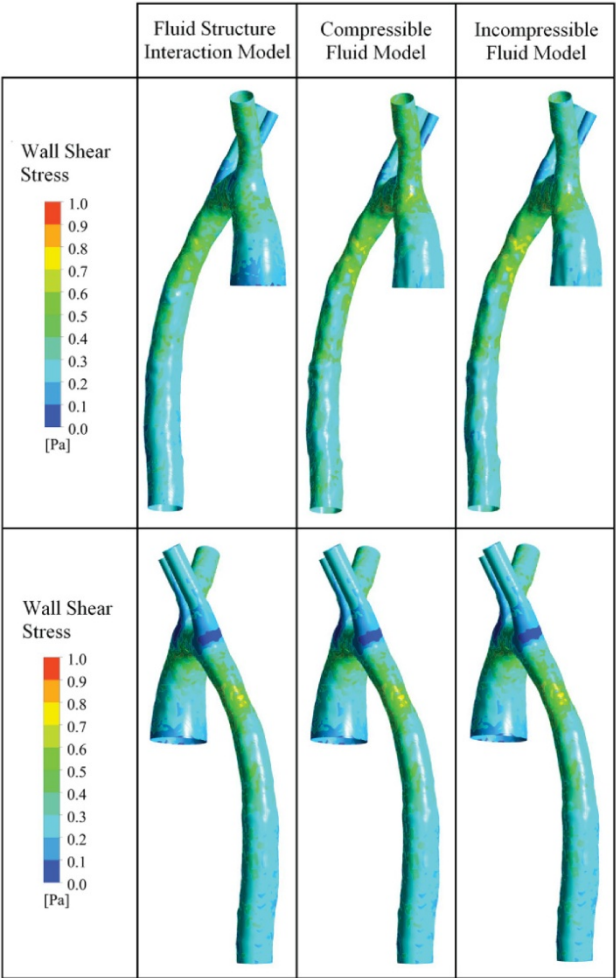 Fluid Structure
Interaction Model
Compressible
Fluid Model
Incompressible
Fluid Model
Wall Shear
Stress
1.0
0.9
0.8
0.7
0.6
0.5
0.4
0.3
0.2
0.1
0.0
[Pa]
Wall Shear
Stress
1.0
0.9
0.8
0.7
0.6
0.5
0.4
0.3
0.2
0.1
0.0
[Pa]